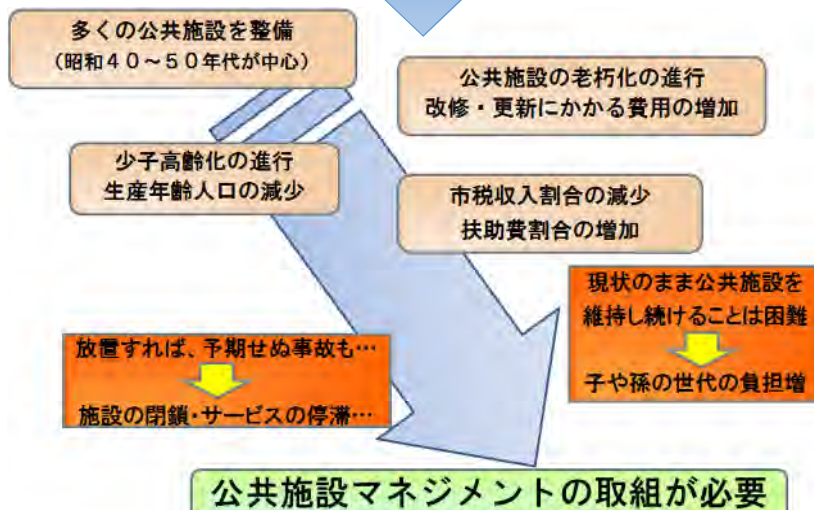 多くの公共施設を整備
（昭和４０～５０年代が中心）
公共施設の老朽化の進行
改修・更新にかかる費用の増加
少子高齢化の進行
生産年齢人口の減少
市税収入割合の減少
扶助費割合の増加
現状のまま公共施設を
維持し続けることは困難
子や孫の世代の負担増
放置すれば、予期せぬ事故も…
施設の閉鎖・サービスの停滞…
公共施設マネジメントの取組が必要